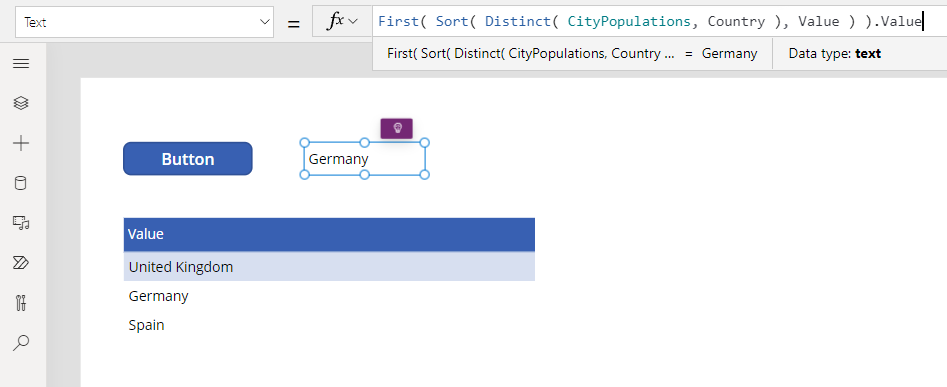 Text = fx First( Sort( Distinct( CityPopulations, Country ), Value ) ).Value
First( Sort( Distinct( CityPopulations, Country ... = Germany Data type: text
Button Germany
Value
United Kingdom
Germany
Spain